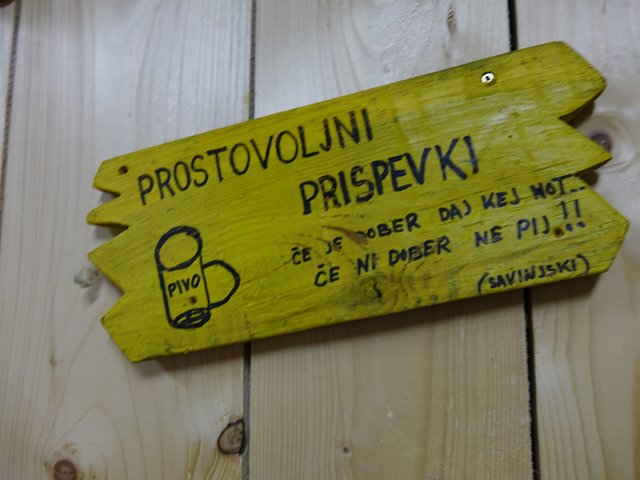 PROSTOVOLJNI
PRISPEVKI
ČE JE DOBER DAJ KEJ NOT...
ČE NI DOBER NE PIJ!!
(SAVINJSKI)
PIVO